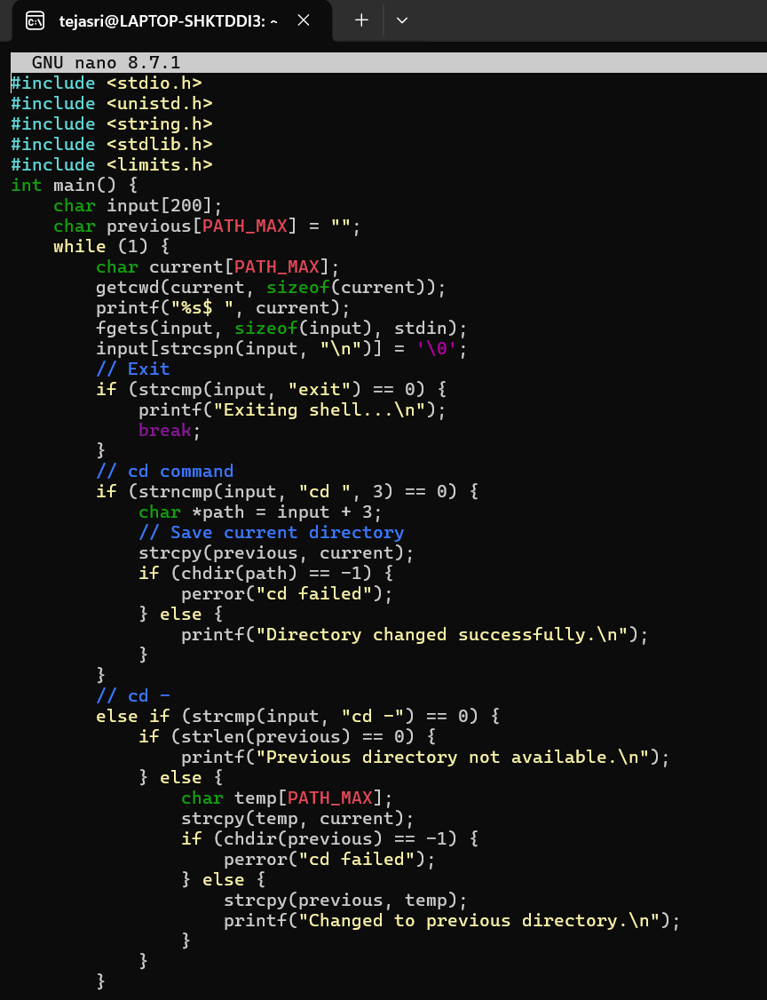 tejasri@LAPTOP-SHKTDDI3: ~
GNU nano 8.7.1
#include <stdio.h>
#include <unistd.h>
#include <string.h>
#include <stdlib.h>
#include <limits.h>
int main() {
    char input[200];
    char previous[PATH_MAX] = "";
    while (1) {
        char current[PATH_MAX];
        getcwd(current, sizeof(current));
        printf("%s$ ", current);
        fgets(input, sizeof(input), stdin);
        input[strcspn(input, "\n")] = '\0';
        // Exit
        if (strcmp(input, "exit") == 0) {
            printf("Exiting shell...\n");
            break;
        }
        // cd command
        if (strncmp(input, "cd ", 3) == 0) {
            char *path = input + 3;
            // Save current directory
            strcpy(previous, current);
            if (chdir(path) == -1) {
                perror("cd failed");
            } else {
                printf("Directory changed successfully.\n");
            }
        }
        // cd -
        else if (strcmp(input, "cd -") == 0) {
            if (strlen(previous) == 0) {
                printf("Previous directory not available.\n");
            } else {
                char temp[PATH_MAX];
                strcpy(temp, current);
                if (chdir(previous) == -1) {
                    perror("cd failed");
                } else {
                    strcpy(previous, temp);
                    printf("Changed to previous directory.\n");
                }
            }
        }